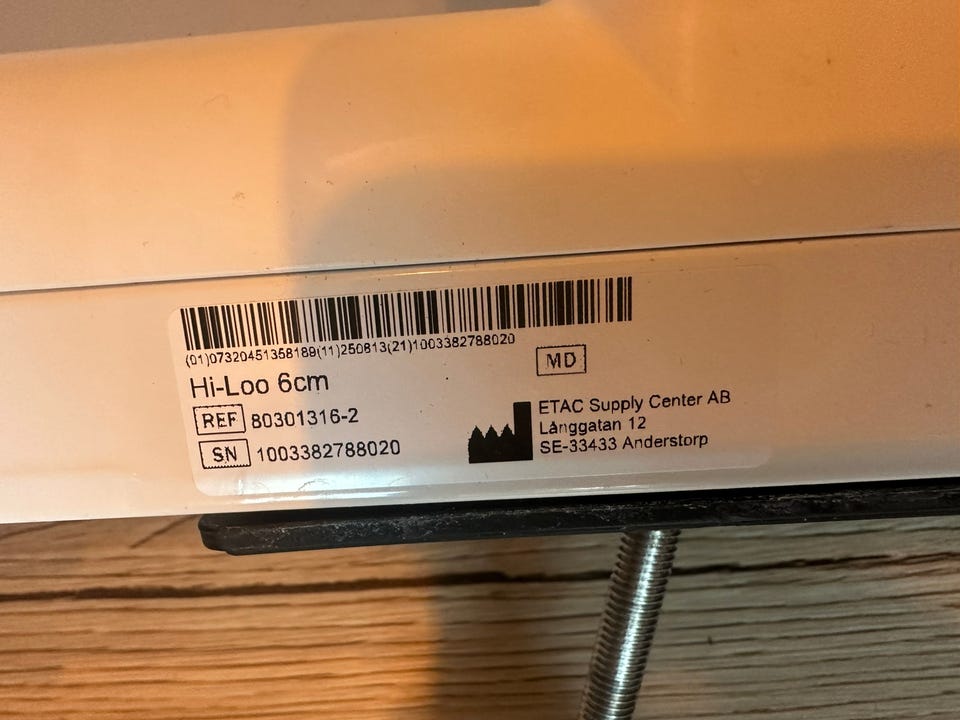 (01)07320451358189(11)250813(21)1003382788020
MD
Hi-Loo 6cm
REF 80301316-2
SN 1003382788020
ETAC Supply Center AB
Långgatan 12
SE-33433 Anderstorp